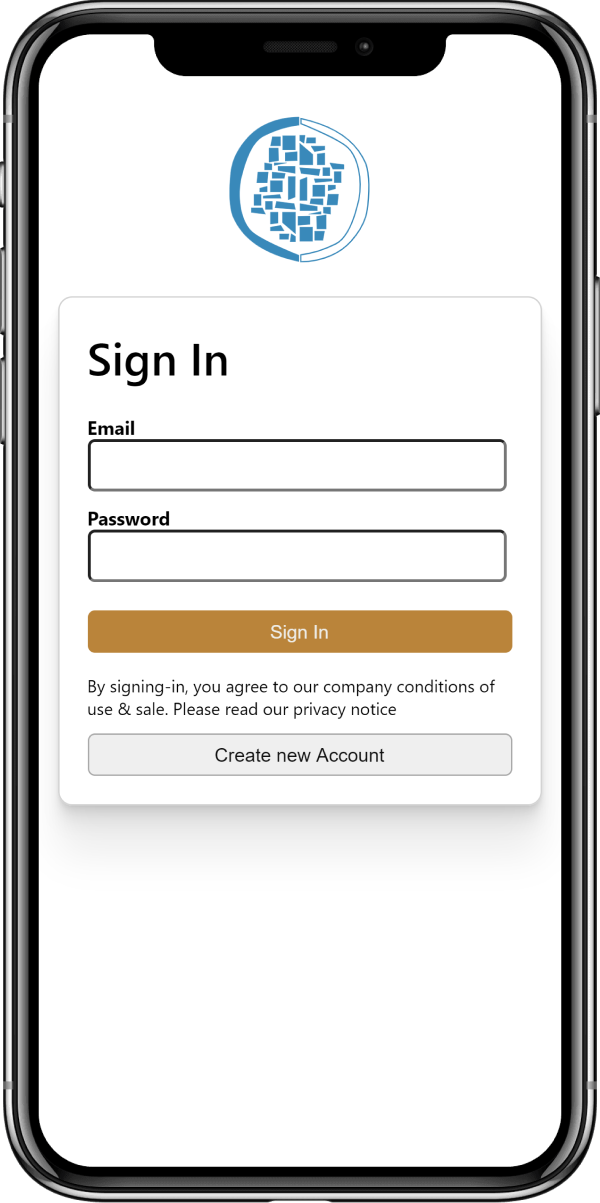 Sign In
Email
Password
Sign In
By signing-in, you agree to our company conditions of
use & sale. Please read our privacy notice
Create new Account